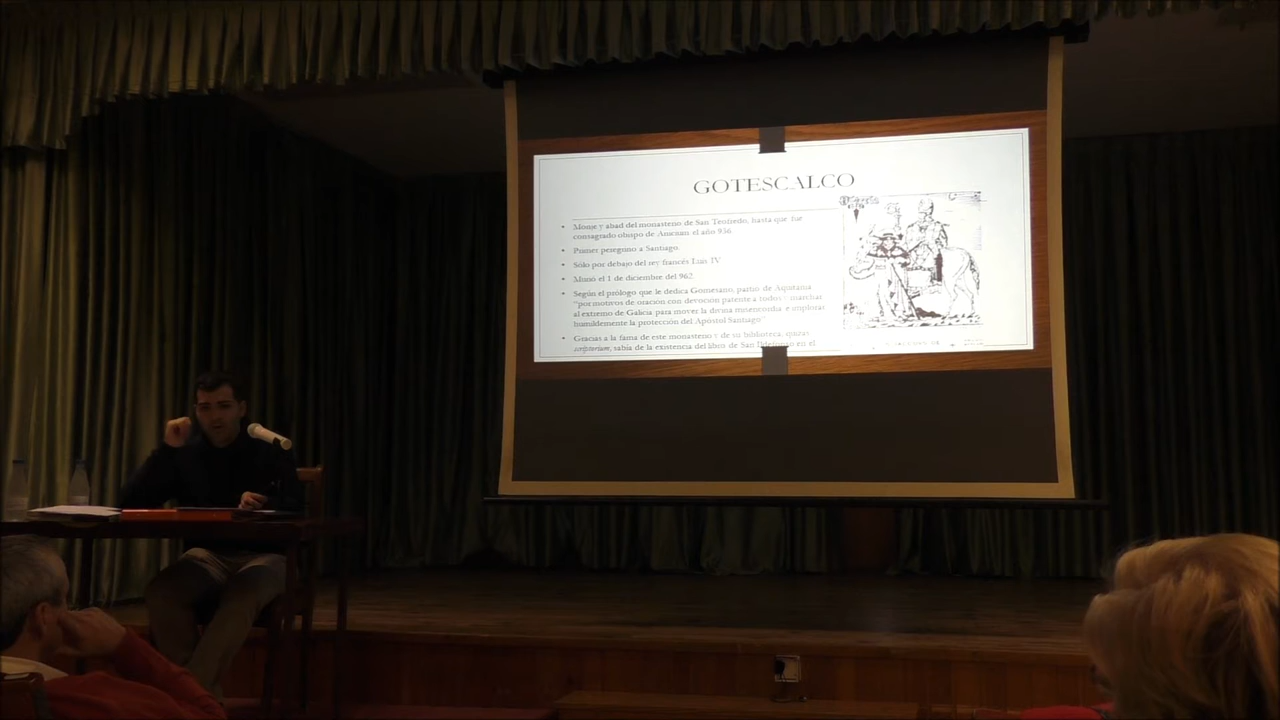 GOTESCALCO
• Monje y abad del monasterio de San Teofredo, hasta que fue
consagrado obispo de Anicium el año 936.
• Primer peregrino a Santiago.
• Sólo por debajo del rey francés Luis IV
• Murió el 1 de diciembre del 962.
• Según el prólogo que le dedica Gomesano, partió de Aquitania
"por motivos de oración con devoción patente a todos y marchar
al extremo de Galicia para mover la divina misericordia e implorar
humildemente la protección del Apóstol Santiago"
• Gracias a la fama de este monasterio y de su biblioteca, quizás
scriptorium, sabía de la existencia del libro de San Ildefonso en el